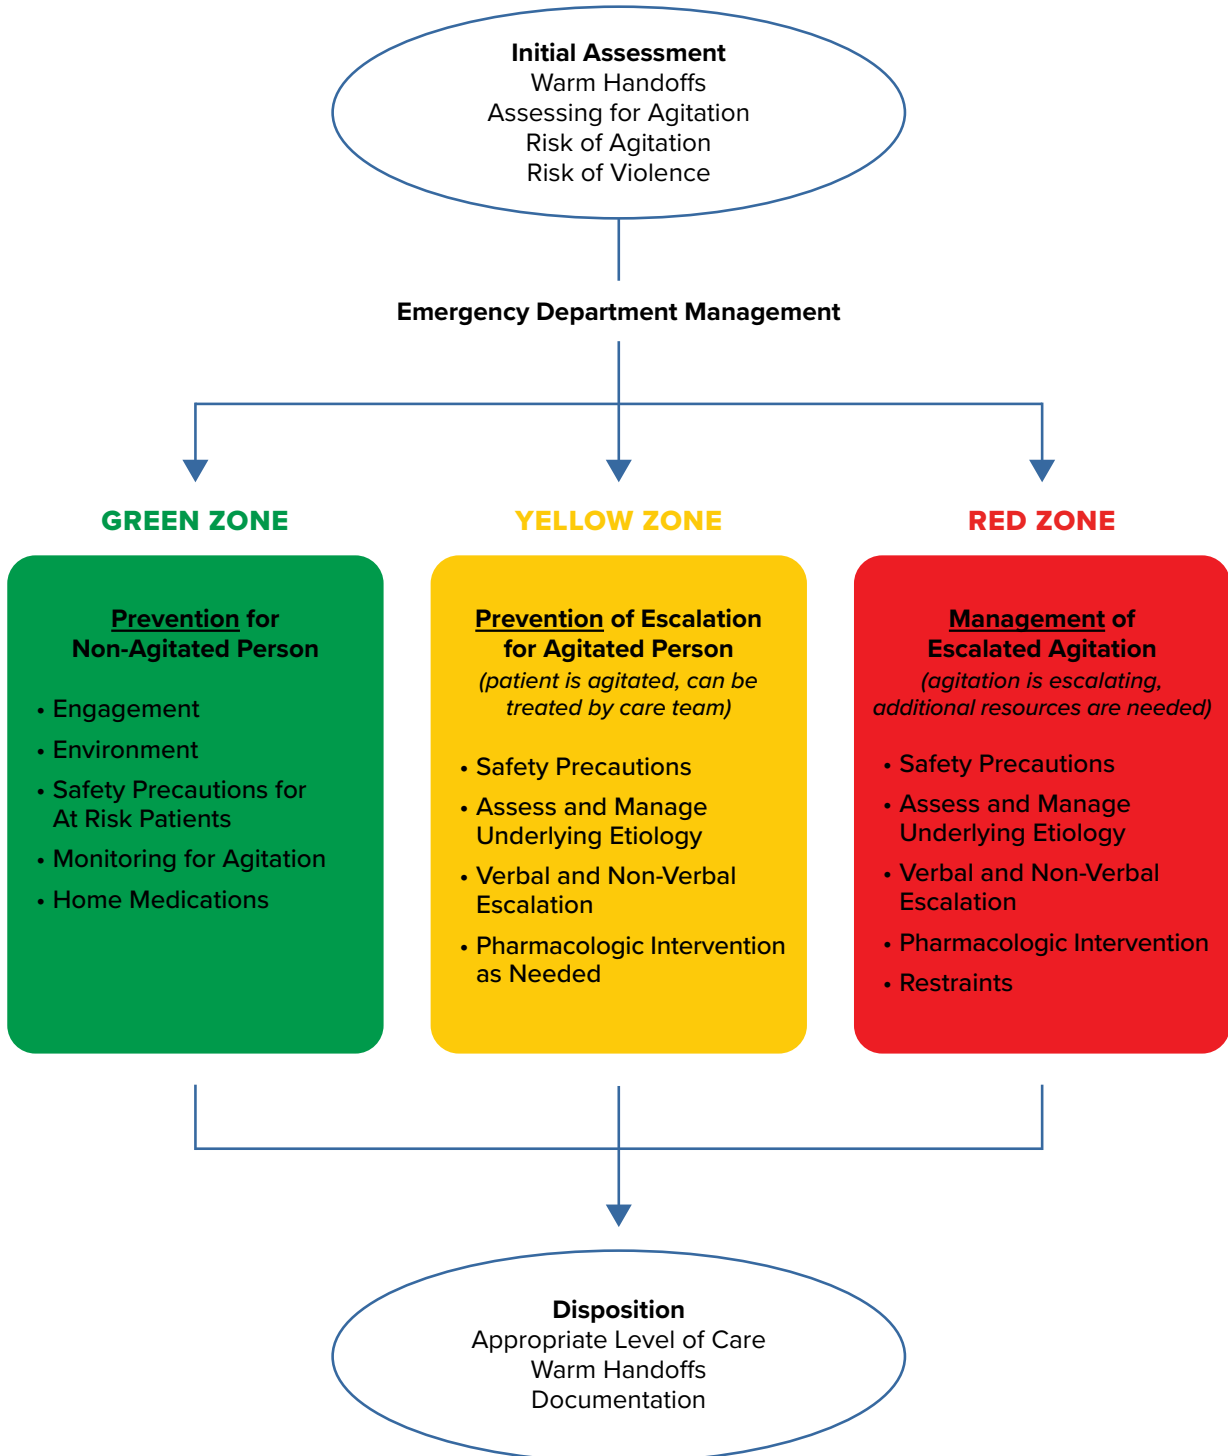 Initial Assessment
Warm Handoffs
Assessing for Agitation
Risk of Agitation
Risk of Violence
Emergency Department Management
GREEN ZONE
Prevention for
Non-Agitated Person
• Engagement
• Environment
• Safety Precautions for
At Risk Patients
• Monitoring for Agitation
• Home Medications
YELLOW ZONE
Prevention of Escalation
for Agitated Person
(patient is agitated, can be
treated by care team)
• Safety Precautions
• Assess and Manage
Underlying Etiology
• Verbal and Non-Verbal
Escalation
• Pharmacologic Intervention
as Needed
RED ZONE
Management of
Escalated Agitation
(agitation is escalating,
additional resources are needed)
• Safety Precautions
• Assess and Manage
Underlying Etiology
• Verbal and Non-Verbal
Escalation
• Pharmacologic Intervention
• Restraints
Disposition
Appropriate Level of Care
Warm Handoffs
Documentation